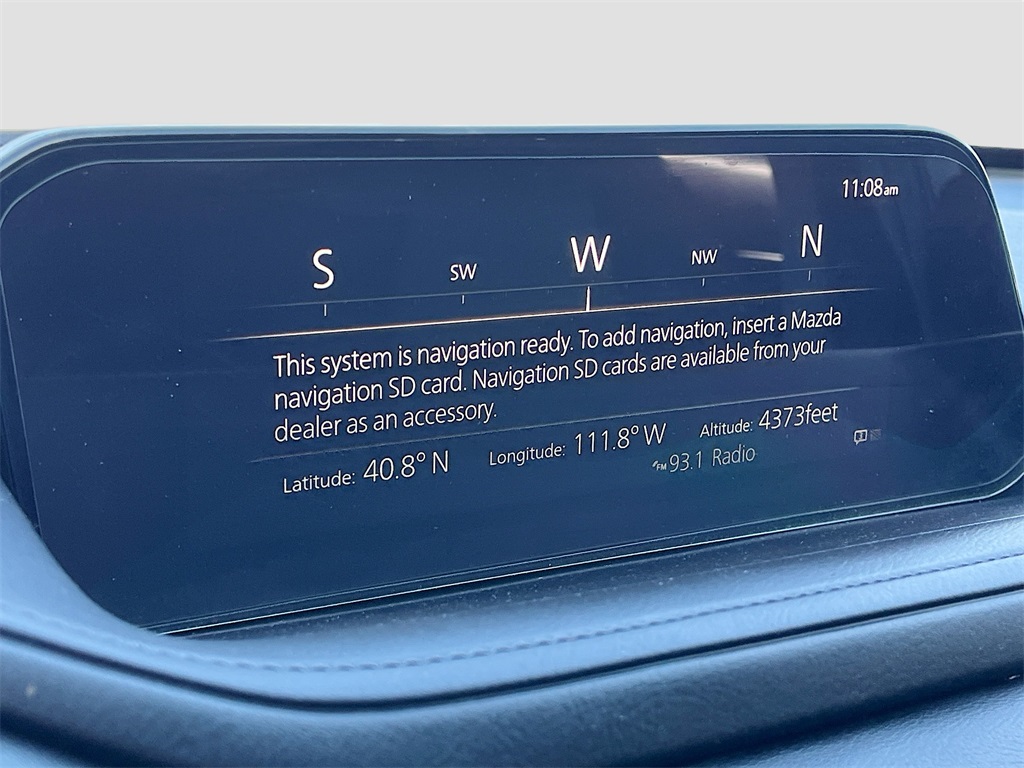 11:08am
S SW W NW N
This system is navigation ready. To add navigation, insert a Mazda
navigation SD card. Navigation SD cards are available from your
dealer as an accessory.
Latitude: 40.8° N Longitude: 111.8° W Altitude: 4373feet
FM 93.1 Radio